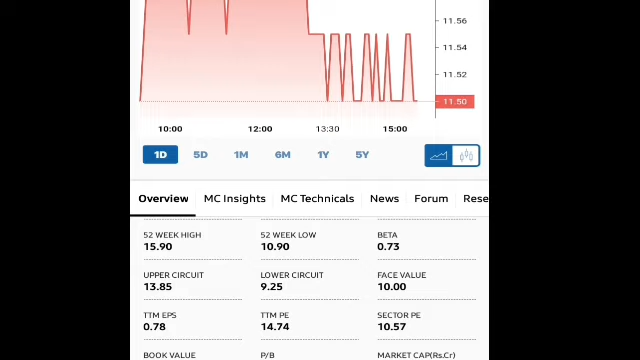 11.56
11.54
11.52
11.50
10:00 12:00 13:30 15:00
1D 5D 1M 6M 1Y 5Y
Overview MC Insights MC Technicals News Forum Rese
52 WEEK HIGH 52 WEEK LOW BETA
15.90 10.90 0.73
UPPER CIRCUIT LOWER CIRCUIT FACE VALUE
13.85 9.25 10.00
TTM EPS TTM PE SECTOR PE
0.78 14.74 10.57
BOOK VALUE P/B MARKET CAP(Rs.Cr)